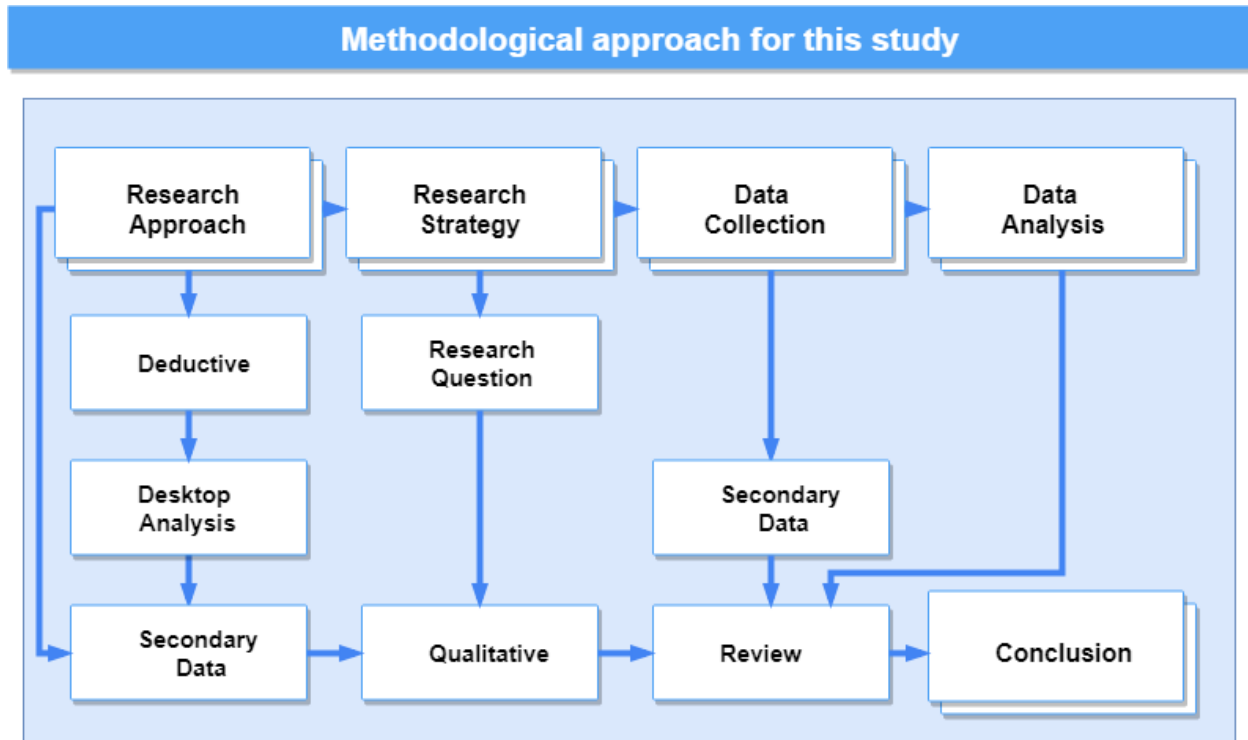 Methodological approach for this study
Research
Approach
Research
Strategy
Data
Collection
Data
Analysis
Deductive
Research
Question
Desktop
Analysis
Secondary
Data
Secondary
Data
Qualitative
Review
Conclusion